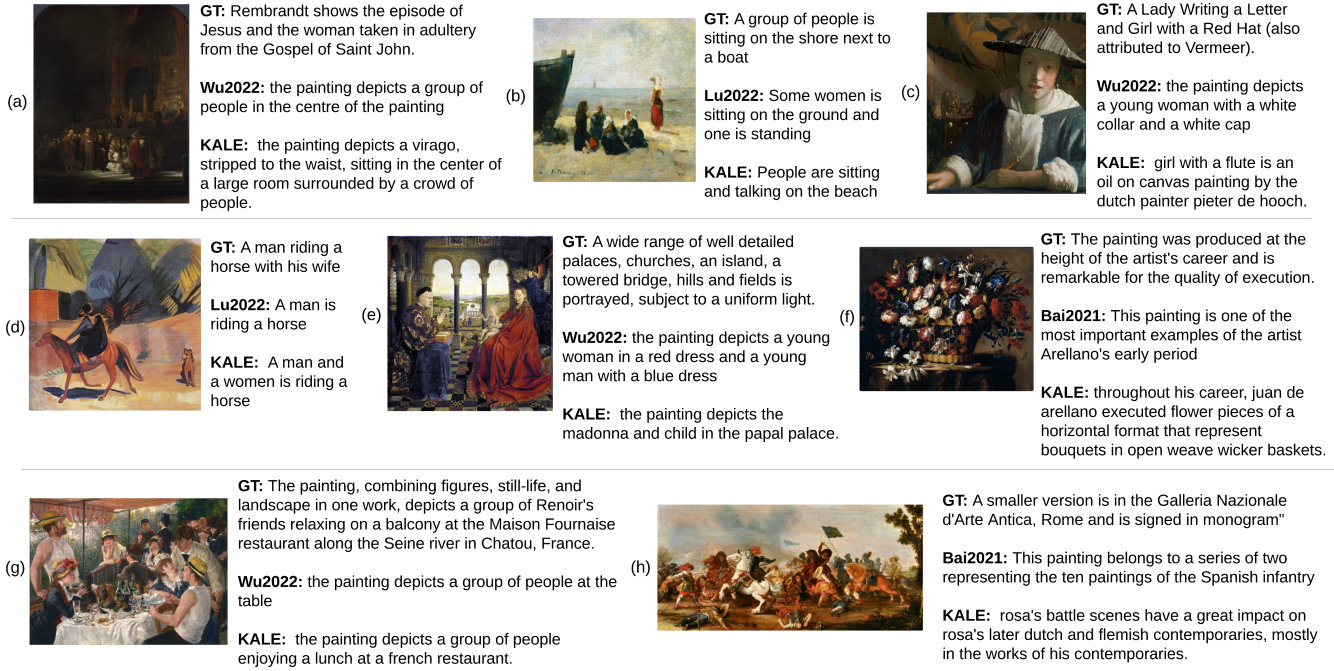 (a)
GT: Rembrandt shows the episode of
Jesus and the woman taken in adultery
from the Gospel of Saint John.
Wu2022: the painting depicts a group of
people in the centre of the painting
KALE: the painting depicts a virago,
stripped to the waist, sitting in the center of
a large room surrounded by a crowd of
people.
(b)
GT: A group of people is
sitting on the shore next to
a boat
Lu2022: Some women is
sitting on the ground and
one is standing
KALE: People are sitting
and talking on the beach
(c)
GT: A Lady Writing a Letter
and Girl with a Red Hat (also
attributed to Vermeer).
Wu2022: the painting depicts
a young woman with a white
collar and a white cap
KALE: girl with a flute is an
oil on canvas painting by the
dutch painter pieter de hooch.
(d)
GT: A man riding a
horse with his wife
Lu2022: A man is
riding a horse
KALE: A man and
a women is riding a
horse
(e)
GT: A wide range of well detailed
palaces, churches, an island, a
towered bridge, hills and fields is
portrayed, subject to a uniform light.
Wu2022: the painting depicts a young
woman in a red dress and a young
man with a blue dress
KALE: the painting depicts the
madonna and child in the papal palace.
(f)
GT: The painting was produced at the
height of the artist's career and is
remarkable for the quality of execution.
Bai2021: This painting is one of the
most important examples of the artist
Arellano's early period
KALE: throughout his career, juan de
arellano executed flower pieces of a
horizontal format that represent
bouquets in open weave wicker baskets.
(g)
GT: The painting, combining figures, still-life, and
landscape in one work, depicts a group of Renoir's
friends relaxing on a balcony at the Maison Fournaise
restaurant along the Seine river in Chatou, France.
Wu2022: the painting depicts a group of people at the
table
KALE: the painting depicts a group of people
enjoying a lunch at a french restaurant.
(h)
GT: A smaller version is in the Galleria Nazionale
d'Arte Antica, Rome and is signed in monogram"
Bai2021: This painting belongs to a series of two
representing the ten paintings of the Spanish infantry
KALE: rosa's battle scenes have a great impact on
rosa's later dutch and flemish contemporaries, mostly
in the works of his contemporaries.